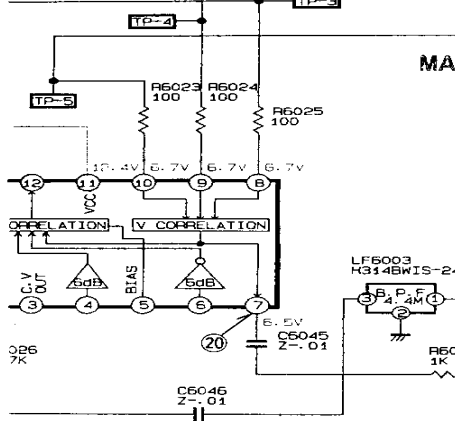 TP-3
TP-4
MA
TP-5
R6023 R6024
100 100
R6025
100
12.4V 6.7V 6.7V 6.7V
12 11 10 9 8
VCC
ORRELATION V CORRELATION
C.V OUT
6dB
BIAS
6dB
3 4 5 6 7
LF6003
H314BWIS-24
3 B.P.F 1
4.4M
2
20
6.5V
C6045
Z-.01
026
7K
R60
1K
C6046
Z-.01